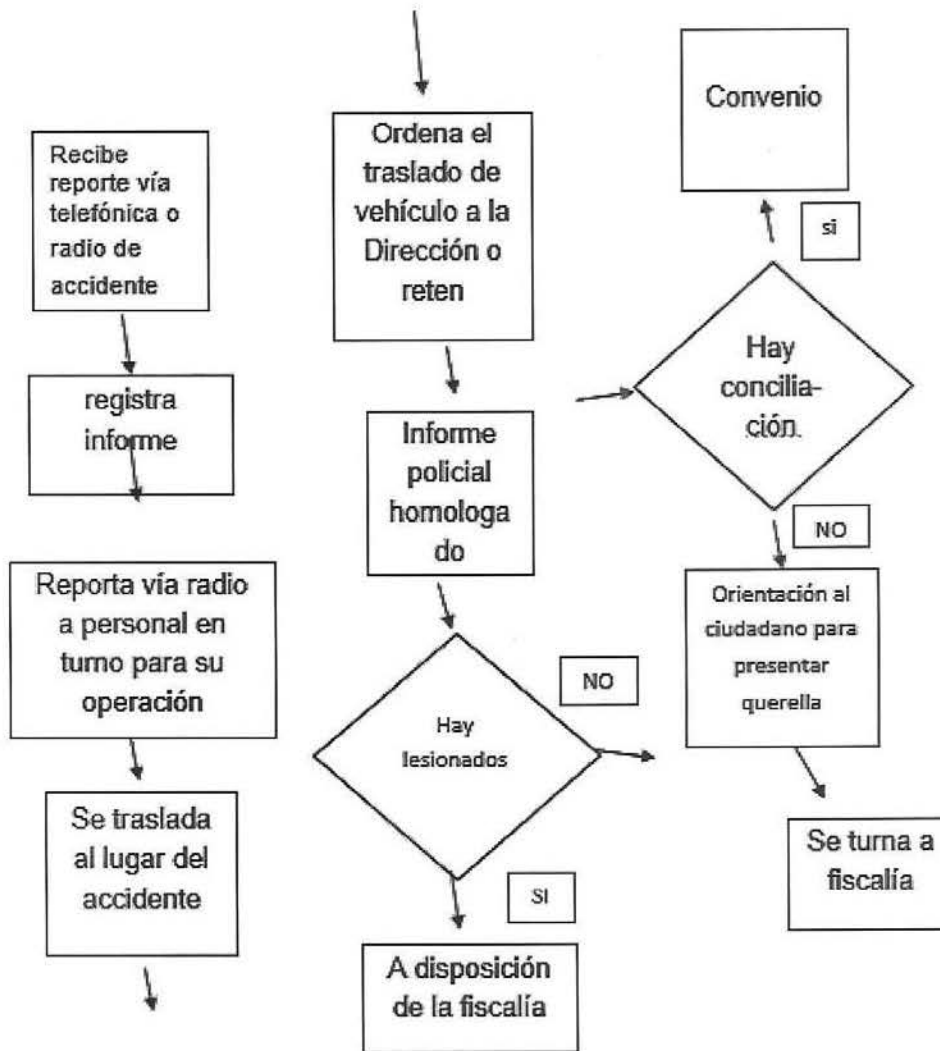 Recibe
reporte vía
telefónica o
radio de
accidente
registra
informe
Reporta vía radio
a personal en
turno para su
operación
Se traslada
al lugar del
accidente
Ordena el
traslado de
vehículo a la
Dirección o
reten
Informe
policial
homologa
do
Hay
lesionados
NO
SI
A disposición
de la fiscalía
Convenio
si
Hay
concilia-
ción.
NO
Orientación al
ciudadano para
presentar
querella
Se turna a
fiscalía